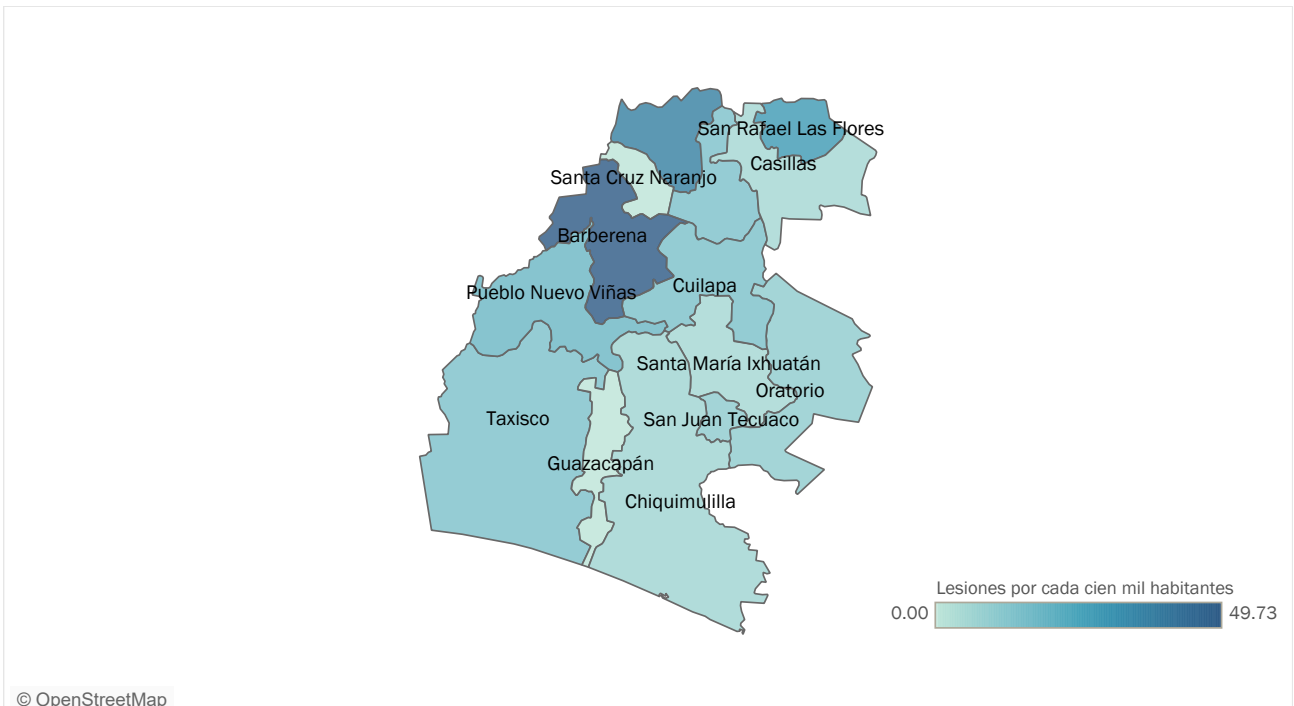 San Rafael Las Flores
Casillas
Santa Cruz Naranjo
Barberena
Cuilapa
Pueblo Nuevo Viñas
Santa María Ixhuatán
Oratorio
Taxisco
San Juan Tecuaco
Guazacapán
Chiquimulilla
Lesiones por cada cien mil habitantes
0.00
49.73
© OpenStreetMap